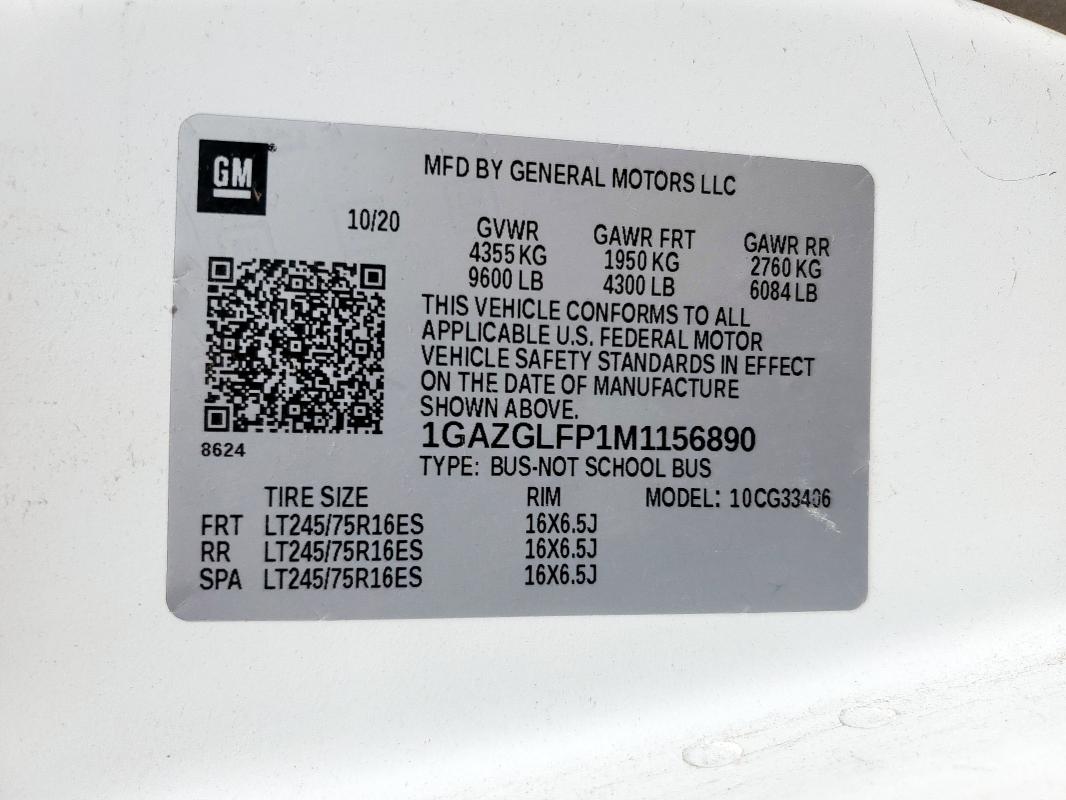 GM
MFD BY GENERAL MOTORS LLC
10/20
GVWR GAWR FRT GAWR RR
4355 KG 1950 KG 2760 KG
9600 LB 4300 LB 6084 LB
THIS VEHICLE CONFORMS TO ALL
APPLICABLE U.S. FEDERAL MOTOR
VEHICLE SAFETY STANDARDS IN EFFECT
ON THE DATE OF MANUFACTURE
SHOWN ABOVE.
1GAZGLFP1M1156890
8624
TYPE: BUS-NOT SCHOOL BUS
TIRE SIZE RIM MODEL:
FRT LT245/75R16ES 16X6.5J
RR LT245/75R16ES 16X6.5J
SPA LT245/75R16ES 16X6.5J